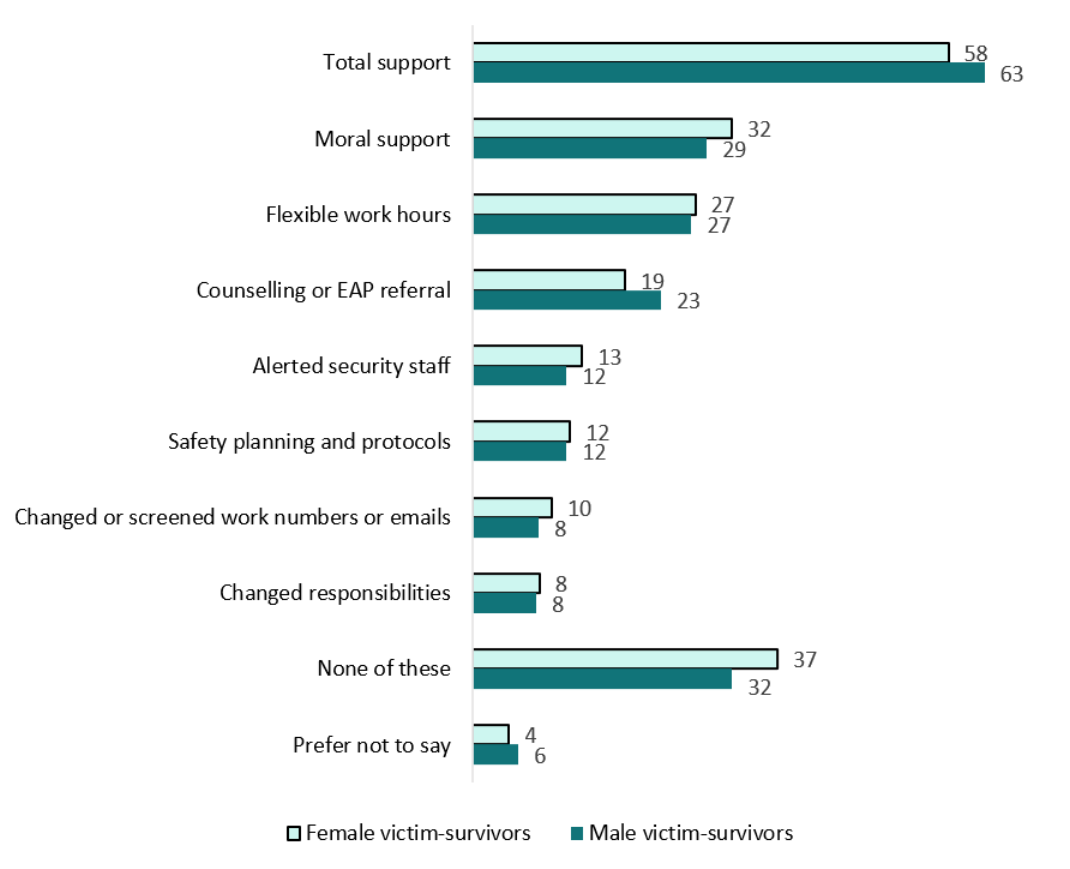 Total support
58
63
Moral support
32
29
Flexible work hours
27
27
Counselling or EAP referral
19
23
Alerted security staff
13
12
Safety planning and protocols
12
12
Changed or screened work numbers or emails
10
8
Changed responsibilities
8
8
None of these
37
32
Prefer not to say
4
6
Female victim-survivors
Male victim-survivors